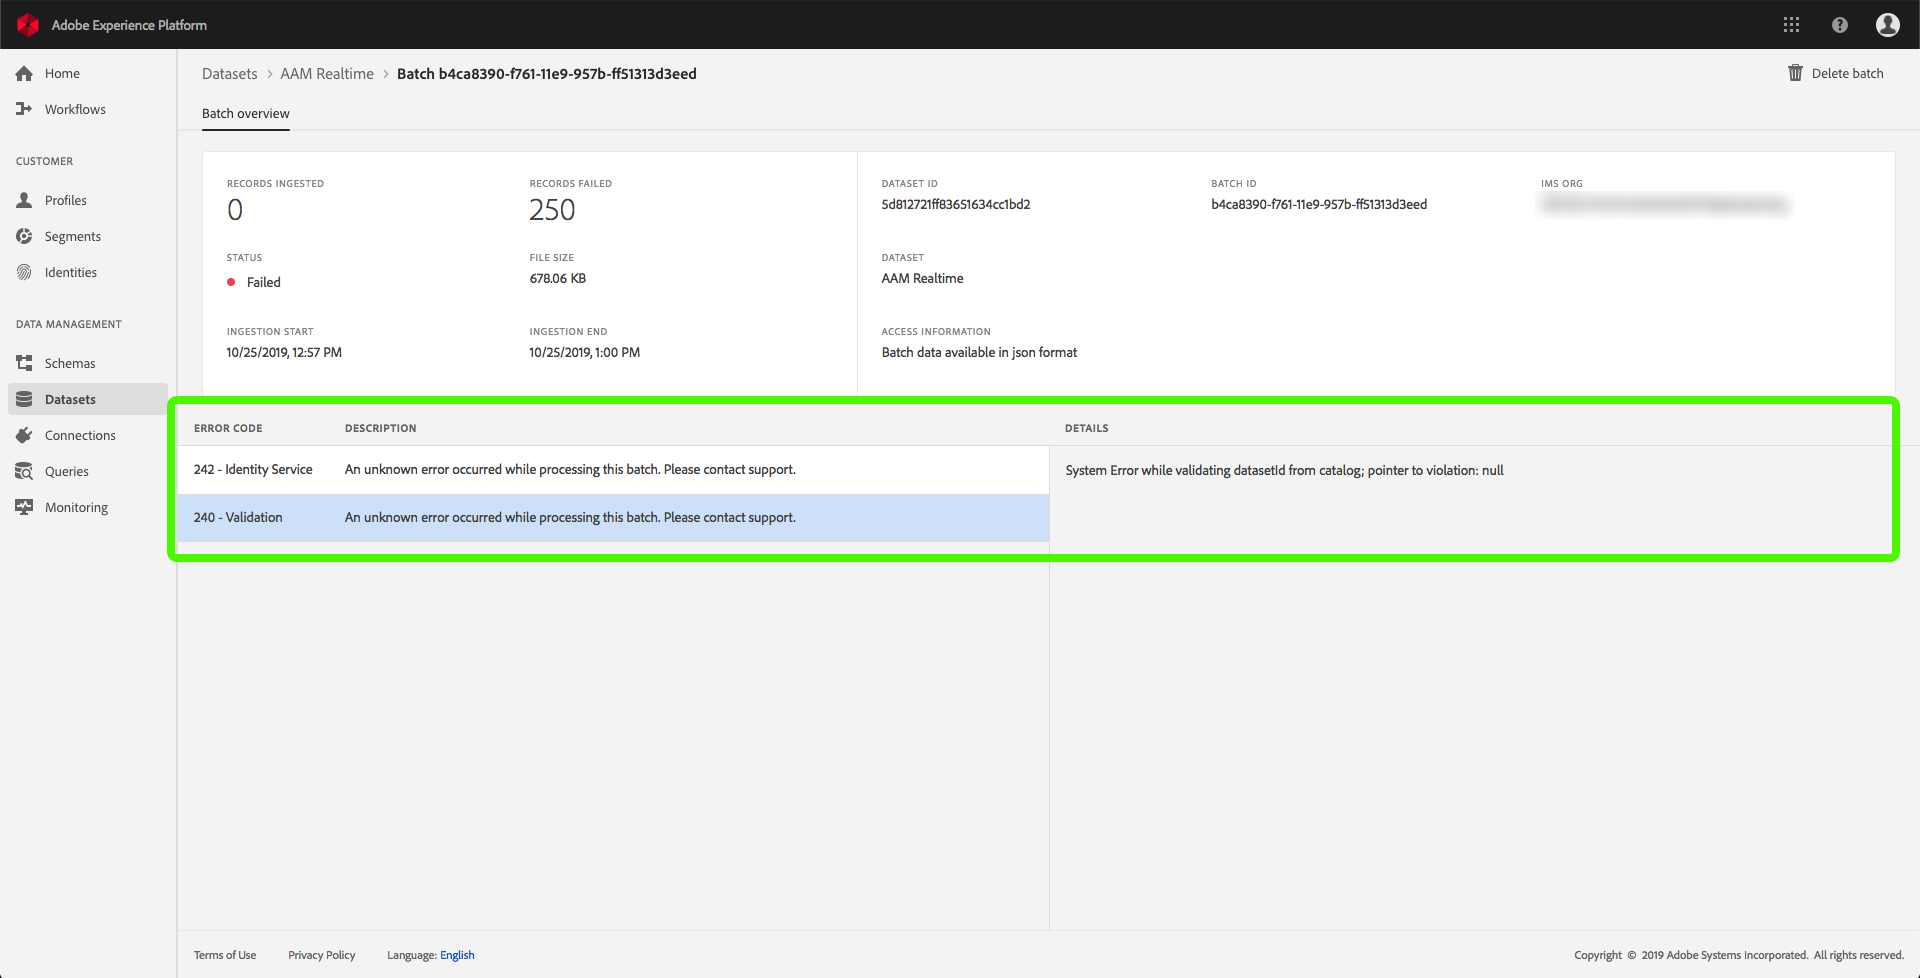 Adobe Experience Platform
Home
Workflows
CUSTOMER
Profiles
Segments
Identities
DATA MANAGEMENT
Schemas
Datasets
Connections
Queries
Monitoring
Datasets > AAM Realtime > Batch b4ca8390-f761-11e9-957b-ff51313d3eed
Delete batch
Batch overview
RECORDS INGESTED
0
RECORDS FAILED
250
STATUS
Failed
FILE SIZE
678.06 KB
INGESTION START
10/25/2019, 12:57 PM
INGESTION END
10/25/2019, 1:00 PM
DATASET ID
5d812721ff83651634cc1bd2
BATCH ID
b4ca8390-f761-11e9-957b-ff51313d3eed
IMS ORG
DATASET
AAM Realtime
ACCESS INFORMATION
Batch data available in json format
ERROR CODE DESCRIPTION DETAILS
242 - Identity Service An unknown error occurred while processing this batch. Please contact support.
240 - Validation An unknown error occurred while processing this batch. Please contact support.
System Error while validating datasetId from catalog; pointer to violation: null
Terms of Use Privacy Policy Language: English
Copyright © 2019 Adobe Systems Incorporated. All rights reserved.